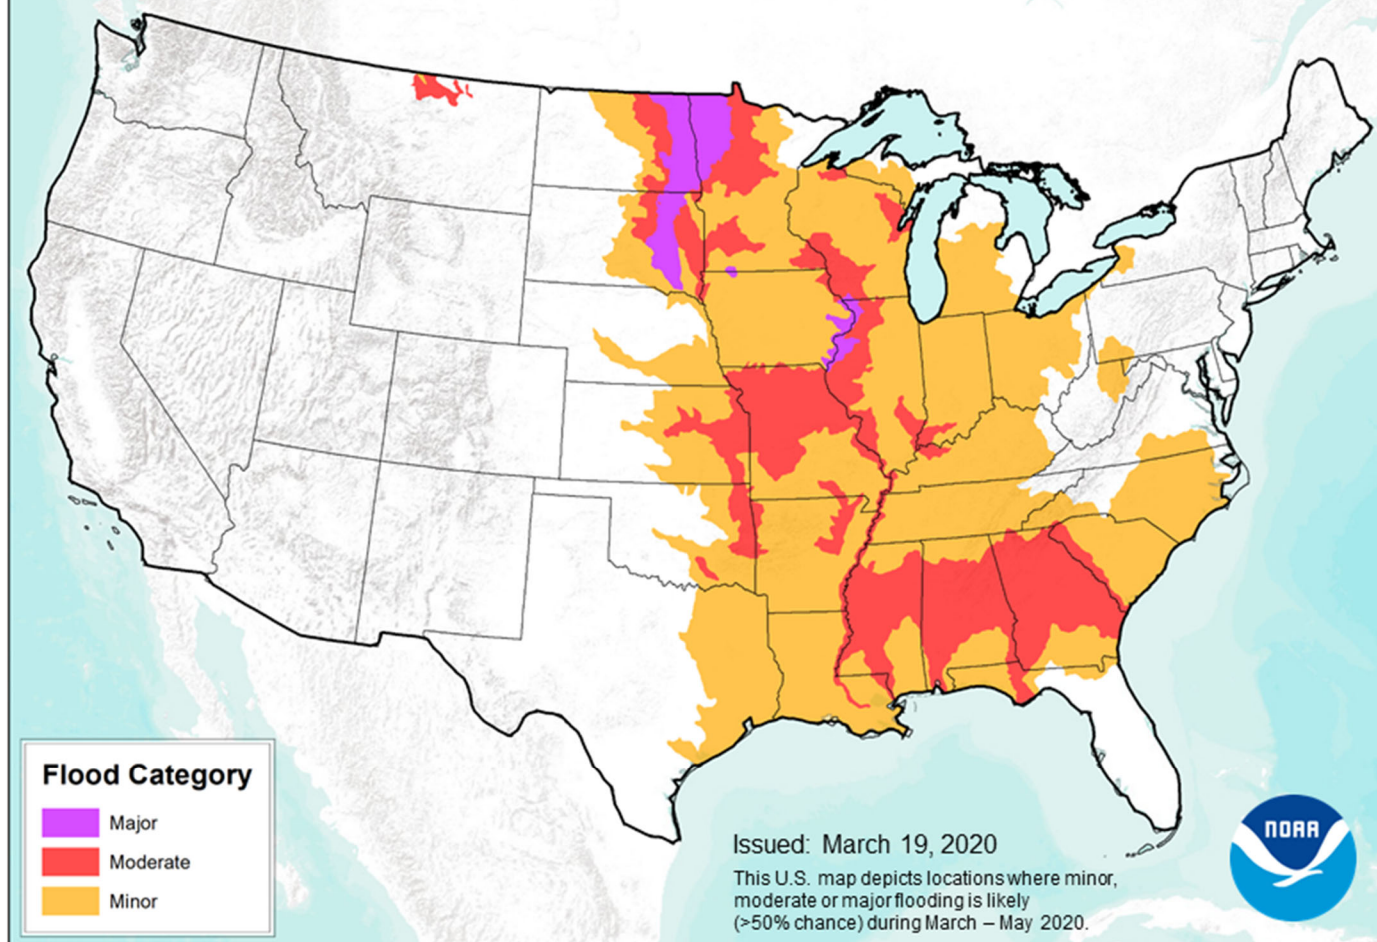 Flood Category
Major
Moderate
Minor
Issued: March 19, 2020
This U.S. map depicts locations where minor,
moderate or major flooding is likely
(>50% chance) during March – May 2020.
NOAA